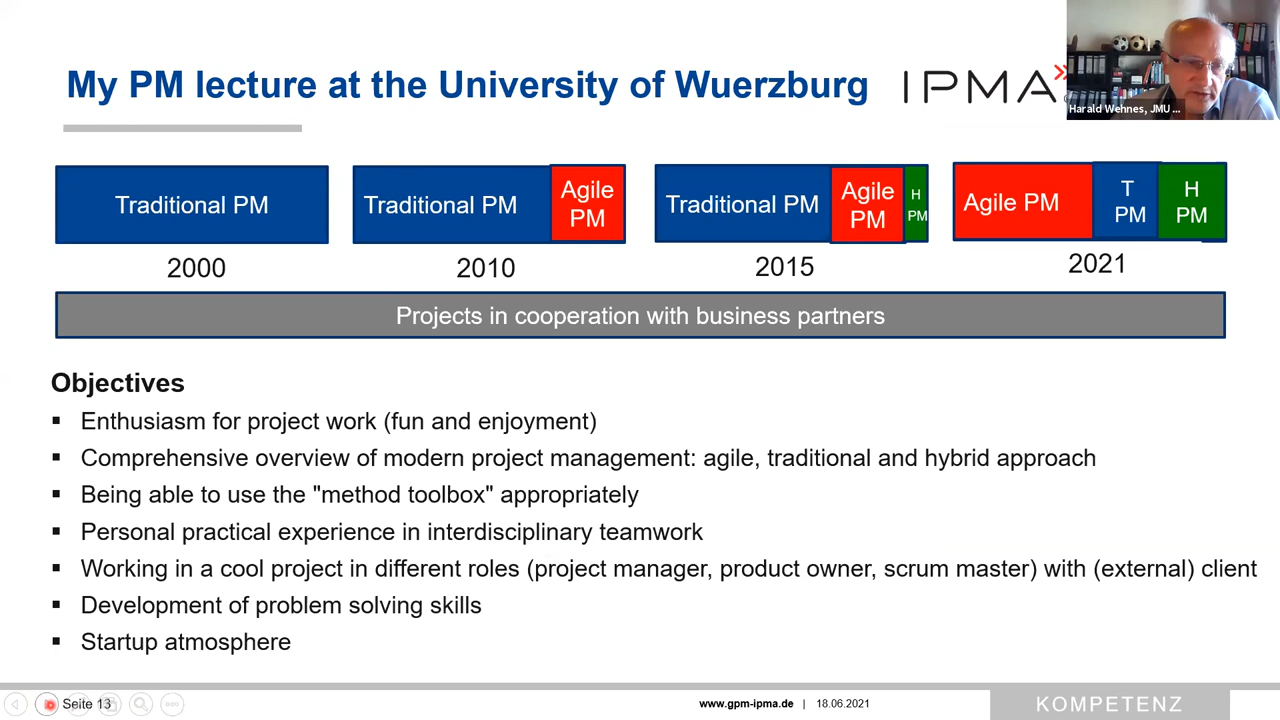 My PM lecture at the University of Wuerzburg
IPMA
Harald Wehnes, JMU ...
Traditional PM
Traditional PM
Agile
PM
Traditional PM
Agile
PM
H
PM
Agile PM
T
PM
H
PM
2000
2010
2015
2021
Projects in cooperation with business partners
Objectives
▪ Enthusiasm for project work (fun and enjoyment)
▪ Comprehensive overview of modern project management: agile, traditional and hybrid approach
▪ Being able to use the "method toolbox" appropriately
▪ Personal practical experience in interdisciplinary teamwork
▪ Working in a cool project in different roles (project manager, product owner, scrum master) with (external) client
▪ Development of problem solving skills
▪ Startup atmosphere
Seite 13
www.gpm-ipma.de | 18.06.2021
KOMPETENZ